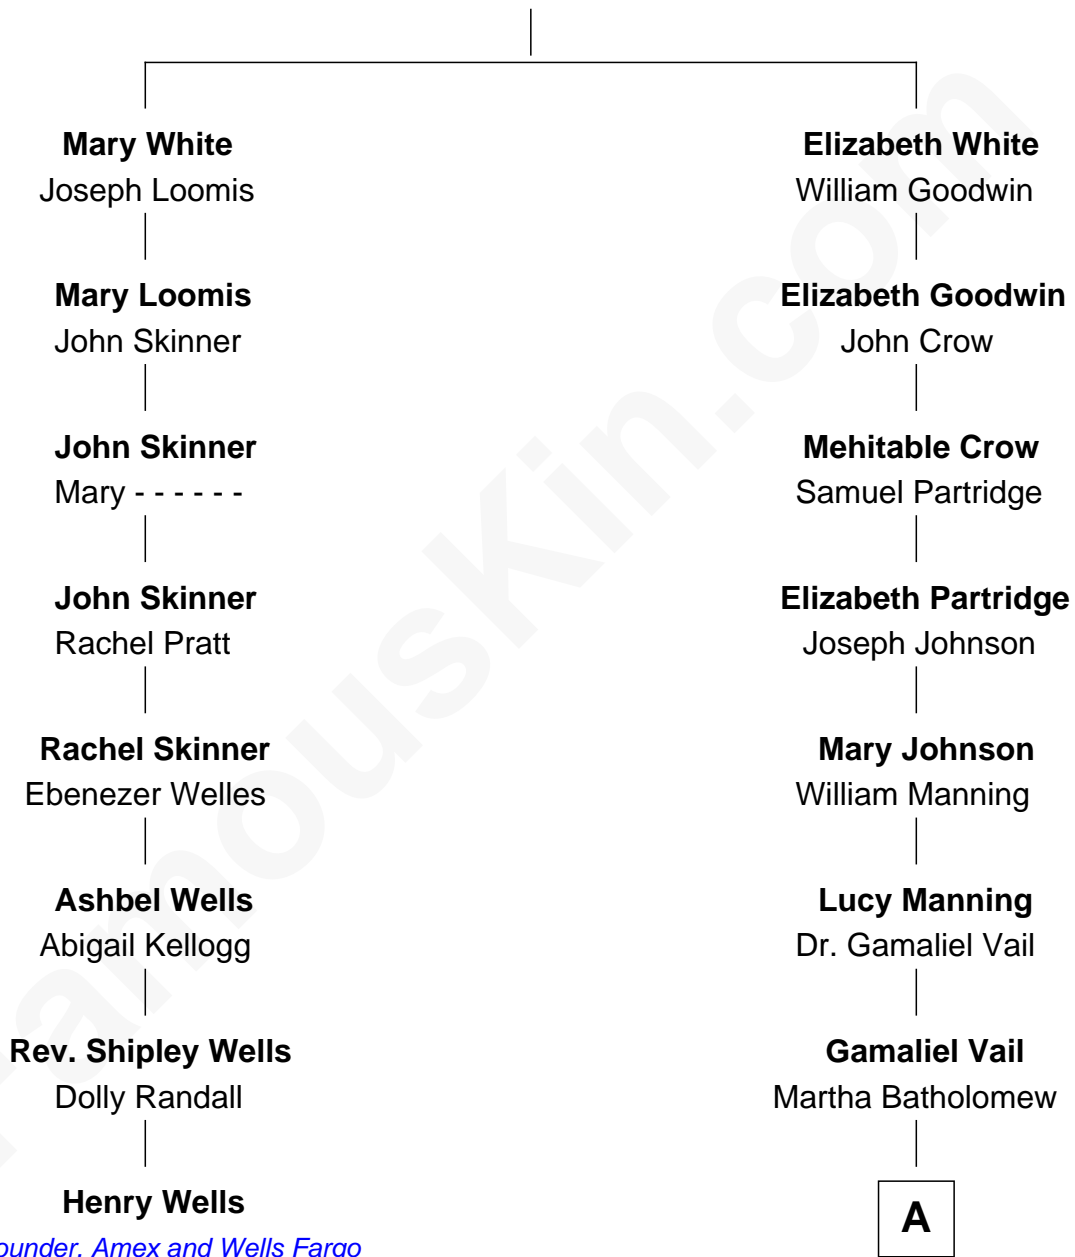 Mary White
Joseph Loomis
Mary Loomis
John Skinner
John Skinner
Mary - - - - - -
John Skinner
Rachel Pratt
Rachel Skinner
Ebenezer Welles
Ashbel Wells
Abigail Kellogg
Rev. Shipley Wells
Dolly Randall
Henry Wells
ounder, Amex and Wells Fargo
Elizabeth White
William Goodwin
Elizabeth Goodwin
John Crow
Mehitable Crow
Samuel Partridge
Elizabeth Partridge
Joseph Johnson
Mary Johnson
William Manning
Lucy Manning
Dr. Gamaliel Vail
Gamaliel Vail
Martha Batholomew
A
FamousKin.com